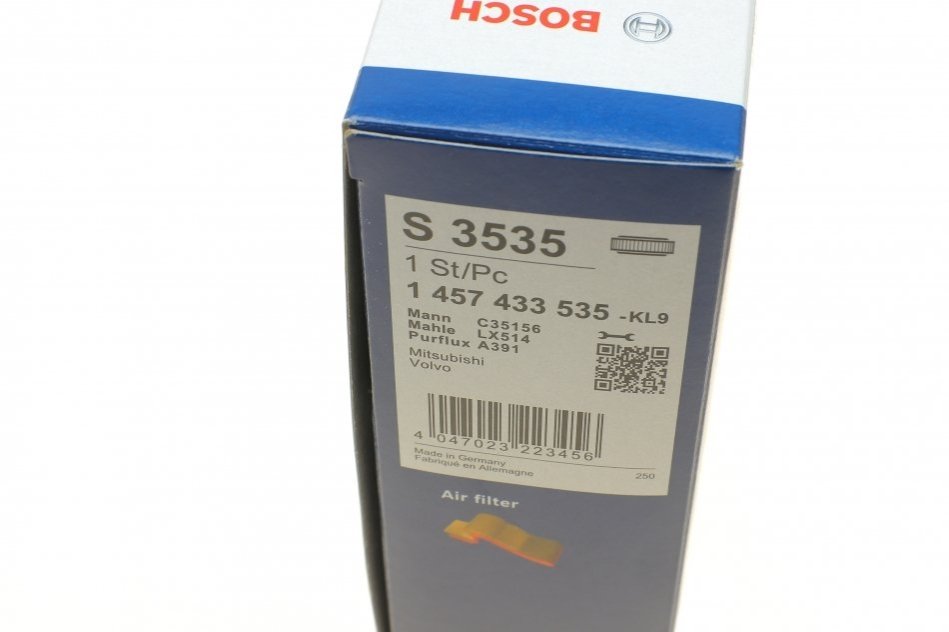 BOSCH
S 3535
1 St/Pc
1 457 433 535 -KL9
Mann C35156
Mahle LX514
Purflux A391
Mitsubishi
Volvo
4 047023 223456
Made in Germany
Fabriqué en Allemagne
250
Air filter